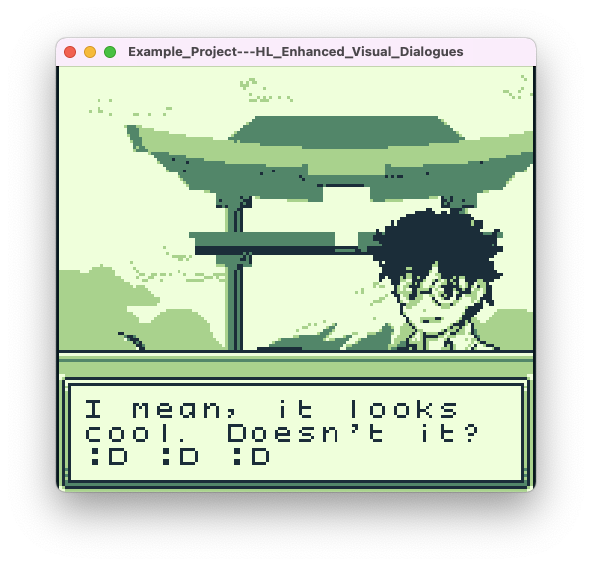 Example_Project---HL_Enhanced_Visual_Dialogues
I mean, it looks
cool. Doesn't it?
:D :D :D